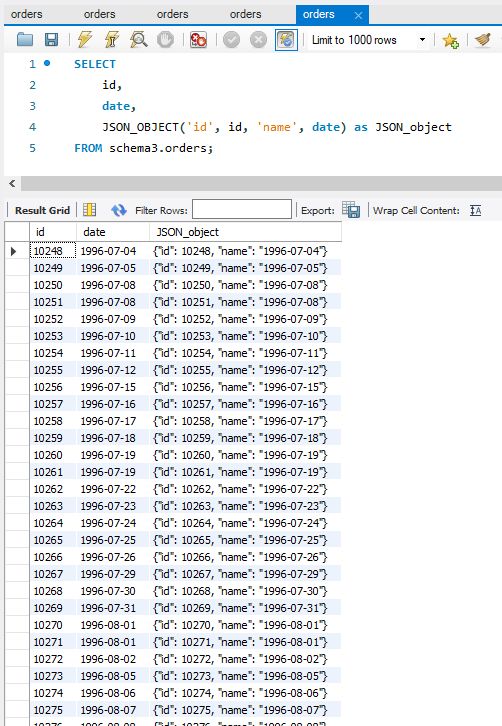 orders orders orders orders orders
Limit to 1000 rows
1 SELECT
2 id,
3 date,
4 JSON_OBJECT('id', id, 'name', date) as JSON_object
5 FROM schema3.orders;
Result Grid Filter Rows: Export: Wrap Cell Content:
id date JSON_object
10248 1996-07-04 {"id": 10248, "name": "1996-07-04"}
10249 1996-07-05 {"id": 10249, "name": "1996-07-05"}
10250 1996-07-08 {"id": 10250, "name": "1996-07-08"}
10251 1996-07-08 {"id": 10251, "name": "1996-07-08"}
10252 1996-07-09 {"id": 10252, "name": "1996-07-09"}
10253 1996-07-10 {"id": 10253, "name": "1996-07-10"}
10254 1996-07-11 {"id": 10254, "name": "1996-07-11"}
10255 1996-07-12 {"id": 10255, "name": "1996-07-12"}
10256 1996-07-15 {"id": 10256, "name": "1996-07-15"}
10257 1996-07-16 {"id": 10257, "name": "1996-07-16"}
10258 1996-07-17 {"id": 10258, "name": "1996-07-17"}
10259 1996-07-18 {"id": 10259, "name": "1996-07-18"}
10260 1996-07-19 {"id": 10260, "name": "1996-07-19"}
10261 1996-07-19 {"id": 10261, "name": "1996-07-19"}
10262 1996-07-22 {"id": 10262, "name": "1996-07-22"}
10263 1996-07-23 {"id": 10263, "name": "1996-07-23"}
10264 1996-07-24 {"id": 10264, "name": "1996-07-24"}
10265 1996-07-25 {"id": 10265, "name": "1996-07-25"}
10266 1996-07-26 {"id": 10266, "name": "1996-07-26"}
10267 1996-07-29 {"id": 10267, "name": "1996-07-29"}
10268 1996-07-30 {"id": 10268, "name": "1996-07-30"}
10269 1996-07-31 {"id": 10269, "name": "1996-07-31"}
10270 1996-08-01 {"id": 10270, "name": "1996-08-01"}
10271 1996-08-01 {"id": 10271, "name": "1996-08-01"}
10272 1996-08-02 {"id": 10272, "name": "1996-08-02"}
10273 1996-08-05 {"id": 10273, "name": "1996-08-05"}
10274 1996-08-06 {"id": 10274, "name": "1996-08-06"}
10275 1996-08-07 {"id": 10275, "name": "1996-08-07"}